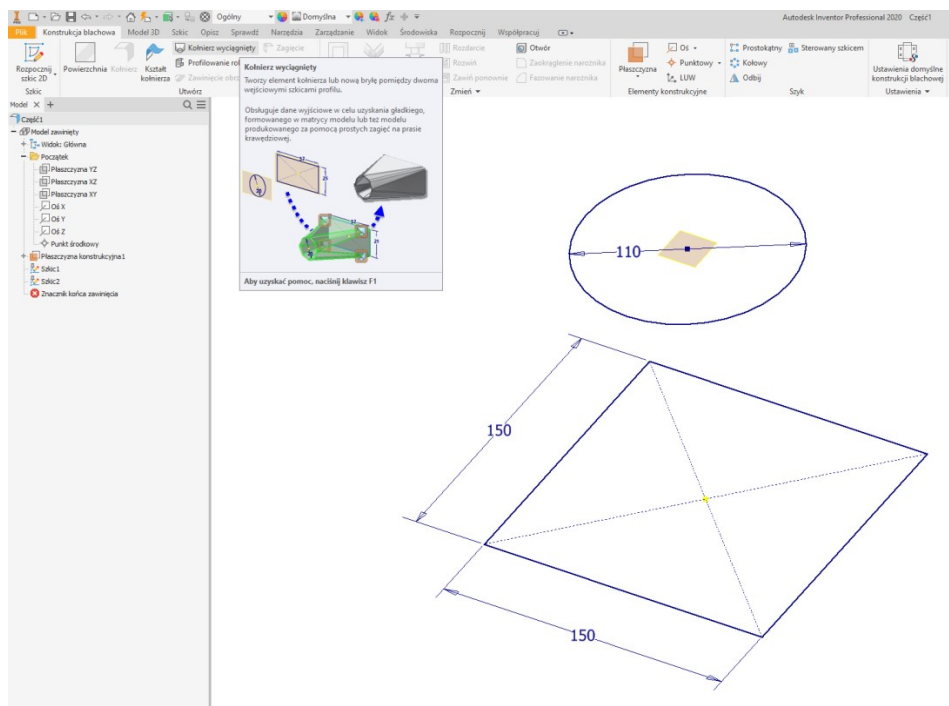 Ogólny
Domyślna
fx
Autodesk Inventor Professional 2020 Część1
Plik Konstrukcja blachowa Model 3D Szkic Opisz Sprawdź Narzędzia Zarządzanie Widok Środowiska Rozpocznij Współpracuj
Rozpocznij szkic 2D
Powierzchnia
Kołnierz
Kształt kołnierza
Kołnierz wyciągnięty
Zagięcie
Szkic
Utwórz
Rozdarcie
Rozwiń
Zawiń ponownie
Otwór
Zaokrąglenie narożnika
Fazowanie narożnika
Zmień
Płaszczyzna
Oś
Punktowy
LUW
Elementy konstrukcyjne
Prostokątny
Kołowy
Odbij
Sterowany szkicem
Szyk
Ustawienia domyślne konstrukcji blachowej
Ustawienia
Kołnierz wyciągnięty
Tworzy element kołnierza lub nową bryłę pomiędzy dwoma
wejściowymi szkicami profilu.
Obsługuje dane wyjściowe w celu uzyskania gładkiego,
formowanego w matrycy modelu lub też modelu
produkowanego za pomocą prostych zagięć na prasie
krawędziowej.
Aby uzyskać pomoc, naciśnij klawisz F1
Model
Część1
Model zawinięty
Widok: Główna
Początek
Płaszczyzna YZ
Płaszczyzna XZ
Płaszczyzna XY
Oś X
Oś Y
Oś Z
Punkt środkowy
Płaszczyzna konstrukcyjna1
Szkic1
Szkic2
Znacznik końca zawinięcia
110
150
150